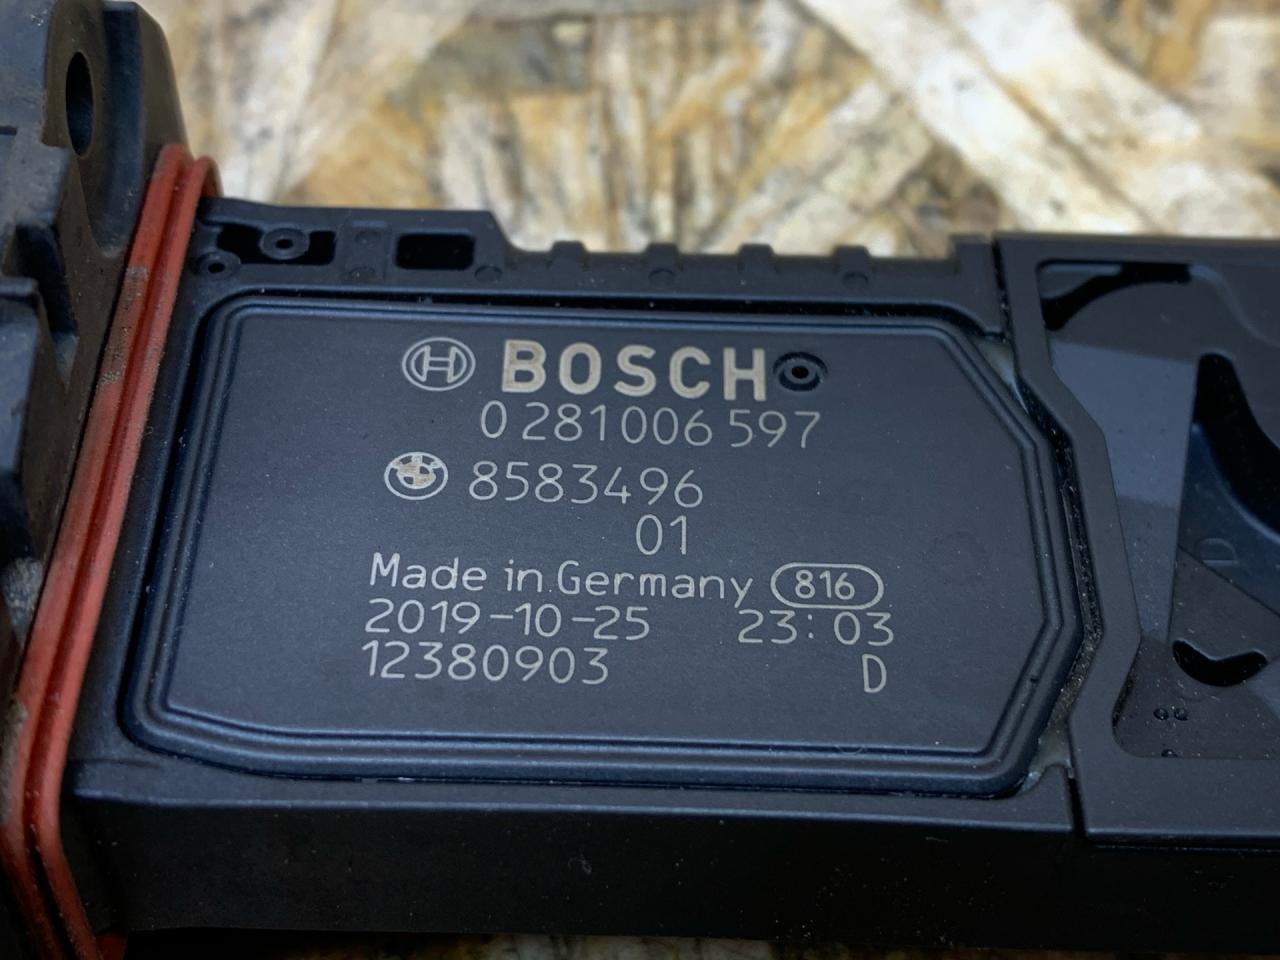 BOSCH
0 281 006 597
8583496
01
Made in Germany 816
2019-10-25 23:03
12380903 D